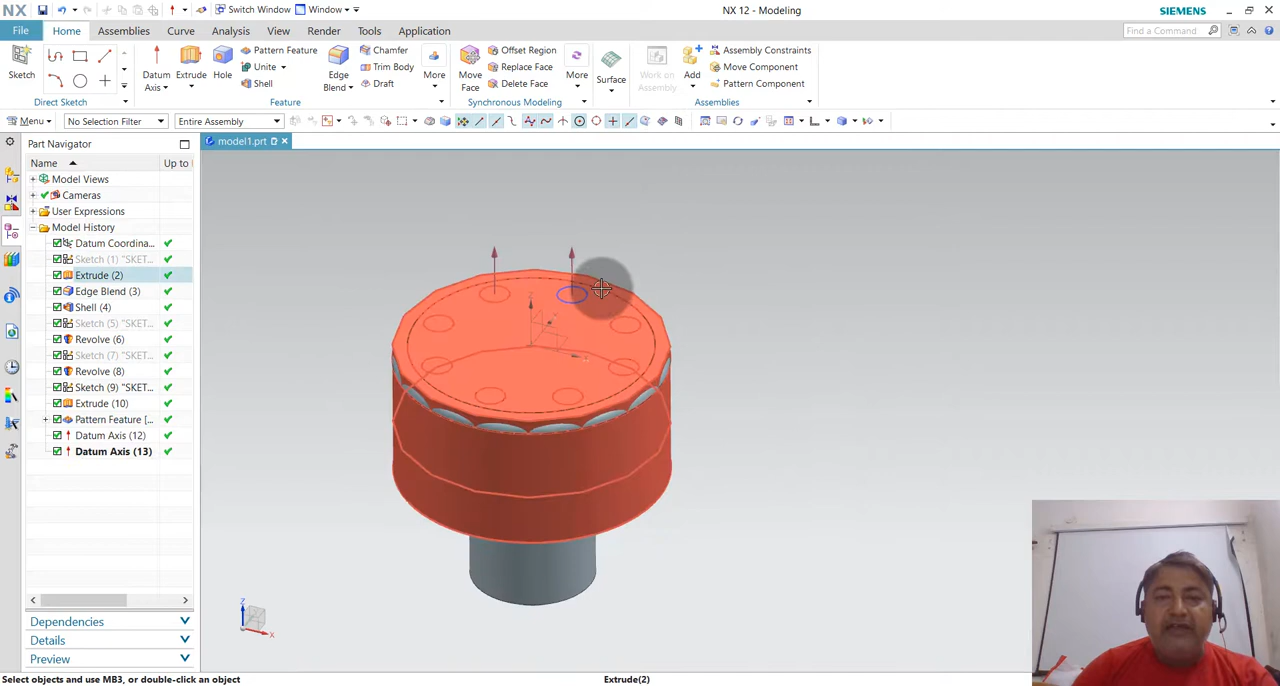 NX
Switch Window
Window
NX 12 - Modeling
SIEMENS
File
Home
Assemblies
Curve
Analysis
View
Render
Tools
Application
Find a Command
Sketch
Direct Sketch
Datum Axis
Extrude
Hole
Pattern Feature
Unite
Shell
Edge Blend
Chamfer
Trim Body
Draft
More
Feature
Move Face
Offset Region
Replace Face
Delete Face
More
Synchronous Modeling
Surface
Work on Assembly
Add
Assembly Constraints
Move Component
Pattern Component
Assemblies
Menu
No Selection Filter
Entire Assembly
Part Navigator
model1.prt
Name
Up to
Model Views
Cameras
User Expressions
Model History
Datum Coordina...
Sketch (1) "SKET...
Extrude (2)
Edge Blend (3)
Shell (4)
Sketch (5) "SKET...
Revolve (6)
Sketch (7) "SKET...
Revolve (8)
Sketch (9) "SKET...
Extrude (10)
Pattern Feature [...
Datum Axis (12)
Datum Axis (13)
Dependencies
Details
Preview
Z
X
Select objects and use MB3, or double-click an object
Extrude(2)